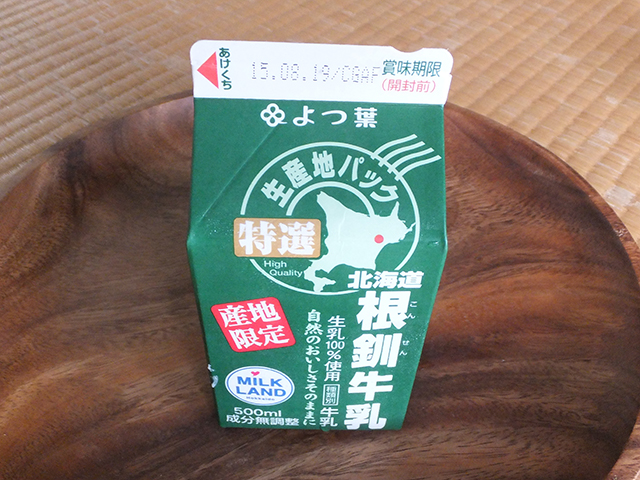 あけくち
15.08.19/CGAF
賞味期限
(開封前)
よつ葉
生産地パック
特選
High
Quality
北海道
根釧牛乳
こんせん
生乳100%使用
種類別 牛乳
自然のおいしさそのままに
産地
限定
MILK
LAND
Hokkaido
500ml
成分無調整